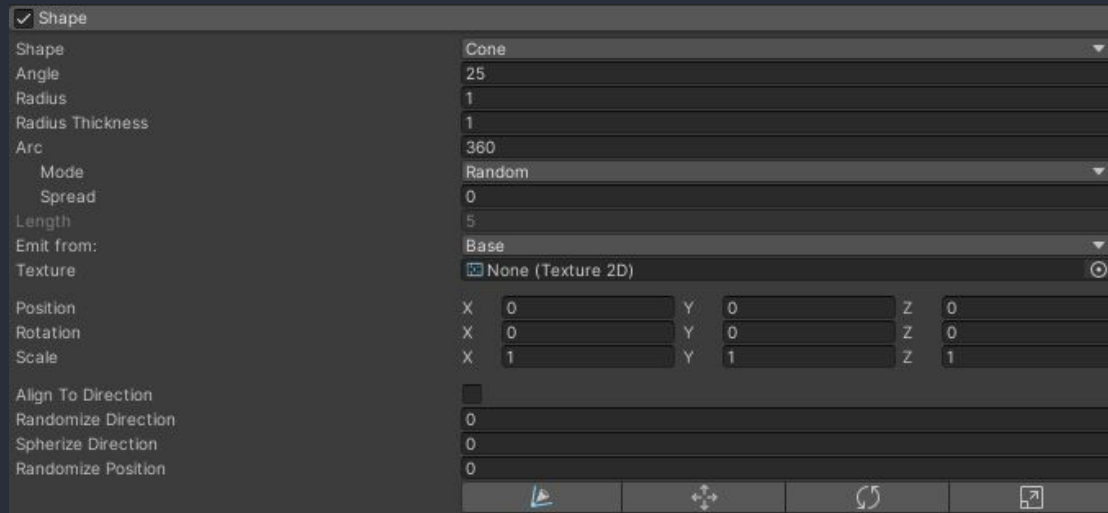 Shape
Shape Cone
Angle 25
Radius 1
Radius Thickness 1
Arc 360
Mode Random
Spread 0
Length 5
Emit from: Base
Texture None (Texture 2D)
Position X 0 Y 0 Z 0
Rotation X 0 Y 0 Z 0
Scale X 1 Y 1 Z 1
Align To Direction
Randomize Direction 0
Spherize Direction 0
Randomize Position 0